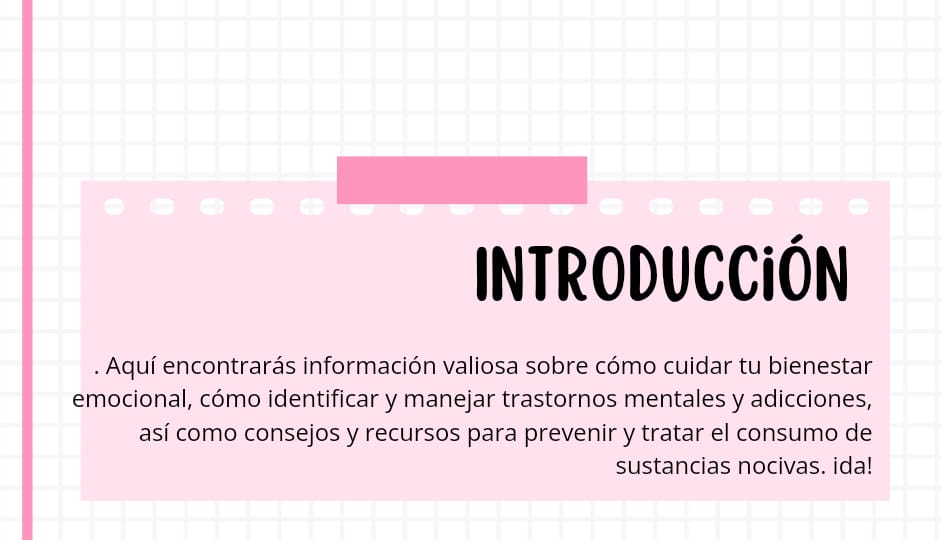 INTRODUCCiÓN
. Aquí encontrarás información valiosa sobre cómo cuidar tu bienestar
emocional, cómo identificar y manejar trastornos mentales y adicciones,
así como consejos y recursos para prevenir y tratar el consumo de
sustancias nocivas. ida!